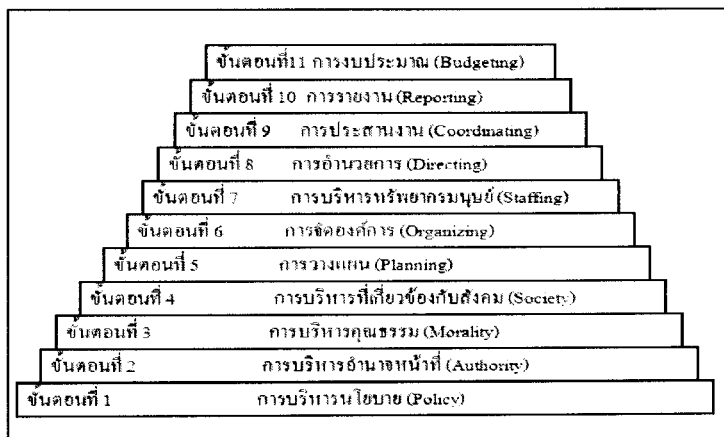 ขั้นตอนที่11 การงบประมาณ (Budgeting)
ขั้นตอนที่ 10 การรายงาน (Reporting)
ขั้นตอนที่ 9 การประสานงาน (Coordinating)
ขั้นตอนที่ 8 การอำนวยการ (Directing)
ขั้นตอนที่ 7 การบริหารทรัพยากรมนุษย์ (Staffing)
ขั้นตอนที่ 6 การจัดองค์การ (Organizing)
ขั้นตอนที่ 5 การวางแผน (Planning)
ขั้นตอนที่ 4 การบริหารที่เกี่ยวข้องกับสังคม (Society)
ขั้นตอนที่ 3 การบริหารคุณธรรม (Morality)
ขั้นตอนที่ 2 การบริหารอำนาจหน้าที่ (Authority)
ขั้นตอนที่ 1 การบริหารนโยบาย (Policy)